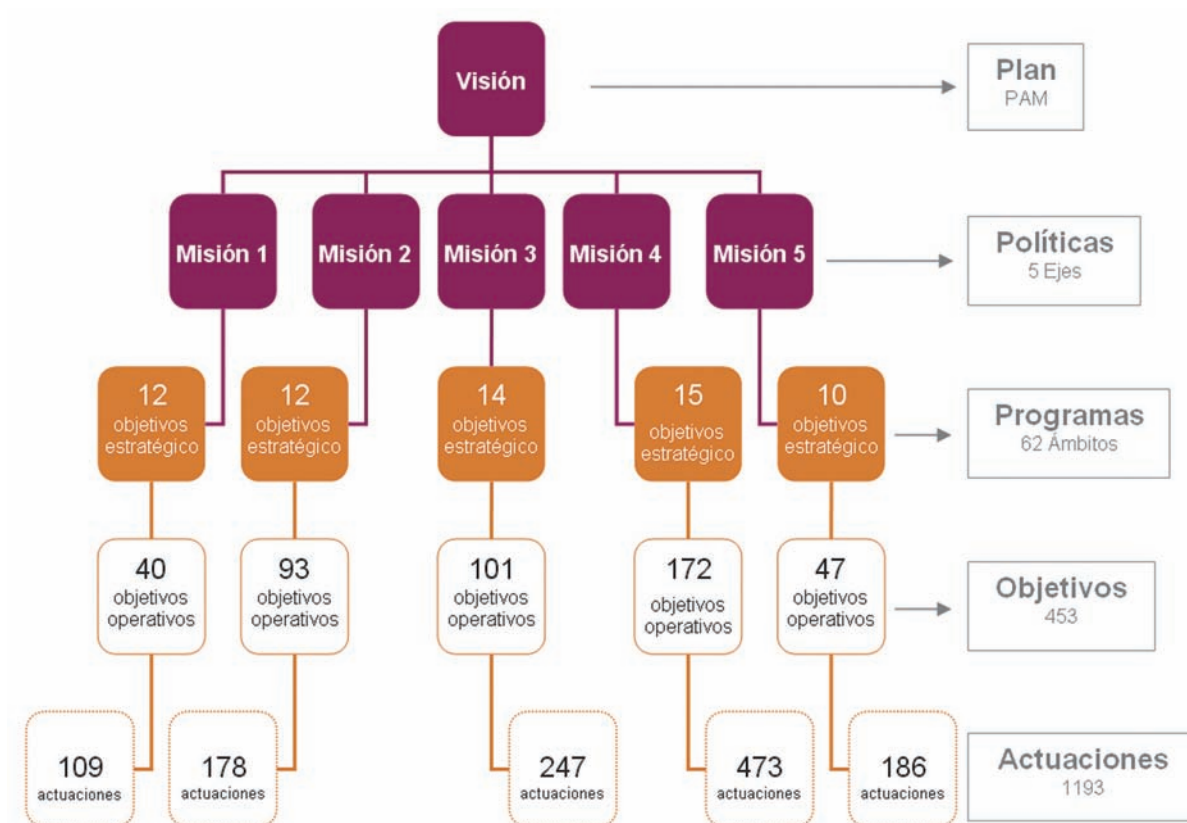 Visión
Plan
PAM
Misión 1
Misión 2
Misión 3
Misión 4
Misión 5
Políticas
5 Ejes
12
objetivos
estratégico
12
objetivos
estratégico
14
objetivos
estratégico
15
objetivos
estratégico
10
objetivos
estratégico
Programas
62 Ámbitos
40
objetivos
operativos
93
objetivos
operativos
101
objetivos
operativos
172
objetivos
operativos
47
objetivos
operativos
Objetivos
453
109
actuaciones
178
actuaciones
247
actuaciones
473
actuaciones
186
actuaciones
Actuaciones
1193